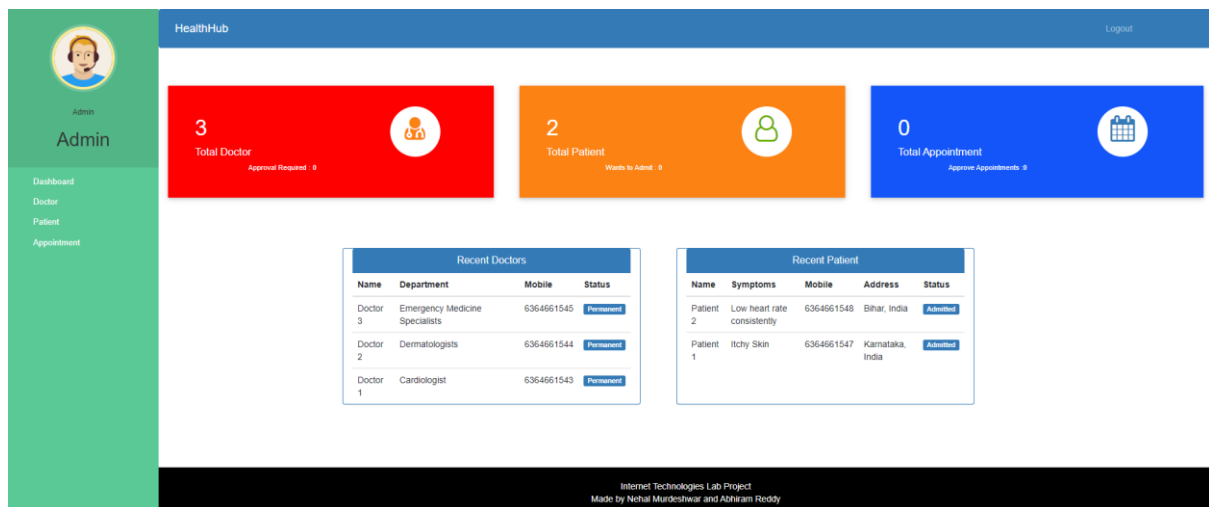 HealthHub
Logout
Admin
Admin
Dashboard
Doctor
Patient
Appointment
3
Total Doctor
Approval Required : 0
2
Total Patient
Wants to Admit : 0
0
Total Appointment
Approve Appointments :0
Recent Doctors
Name Department Mobile Status
Doctor Emergency Medicine 6364661545 Permanent
3 Specialists
Doctor Dermatologists 6364661544 Permanent
2
Doctor Cardiologist 6364661543 Permanent
1
Recent Patient
Name Symptoms Mobile Address Status
Patient Low heart rate 6364661548 Bihar, India Admitted
2 consistently
Patient Itchy Skin 6364661547 Karnataka, Admitted
1 India
Internet Technologies Lab Project
Made by Nehal Murdeshwar and Abhiram Reddy